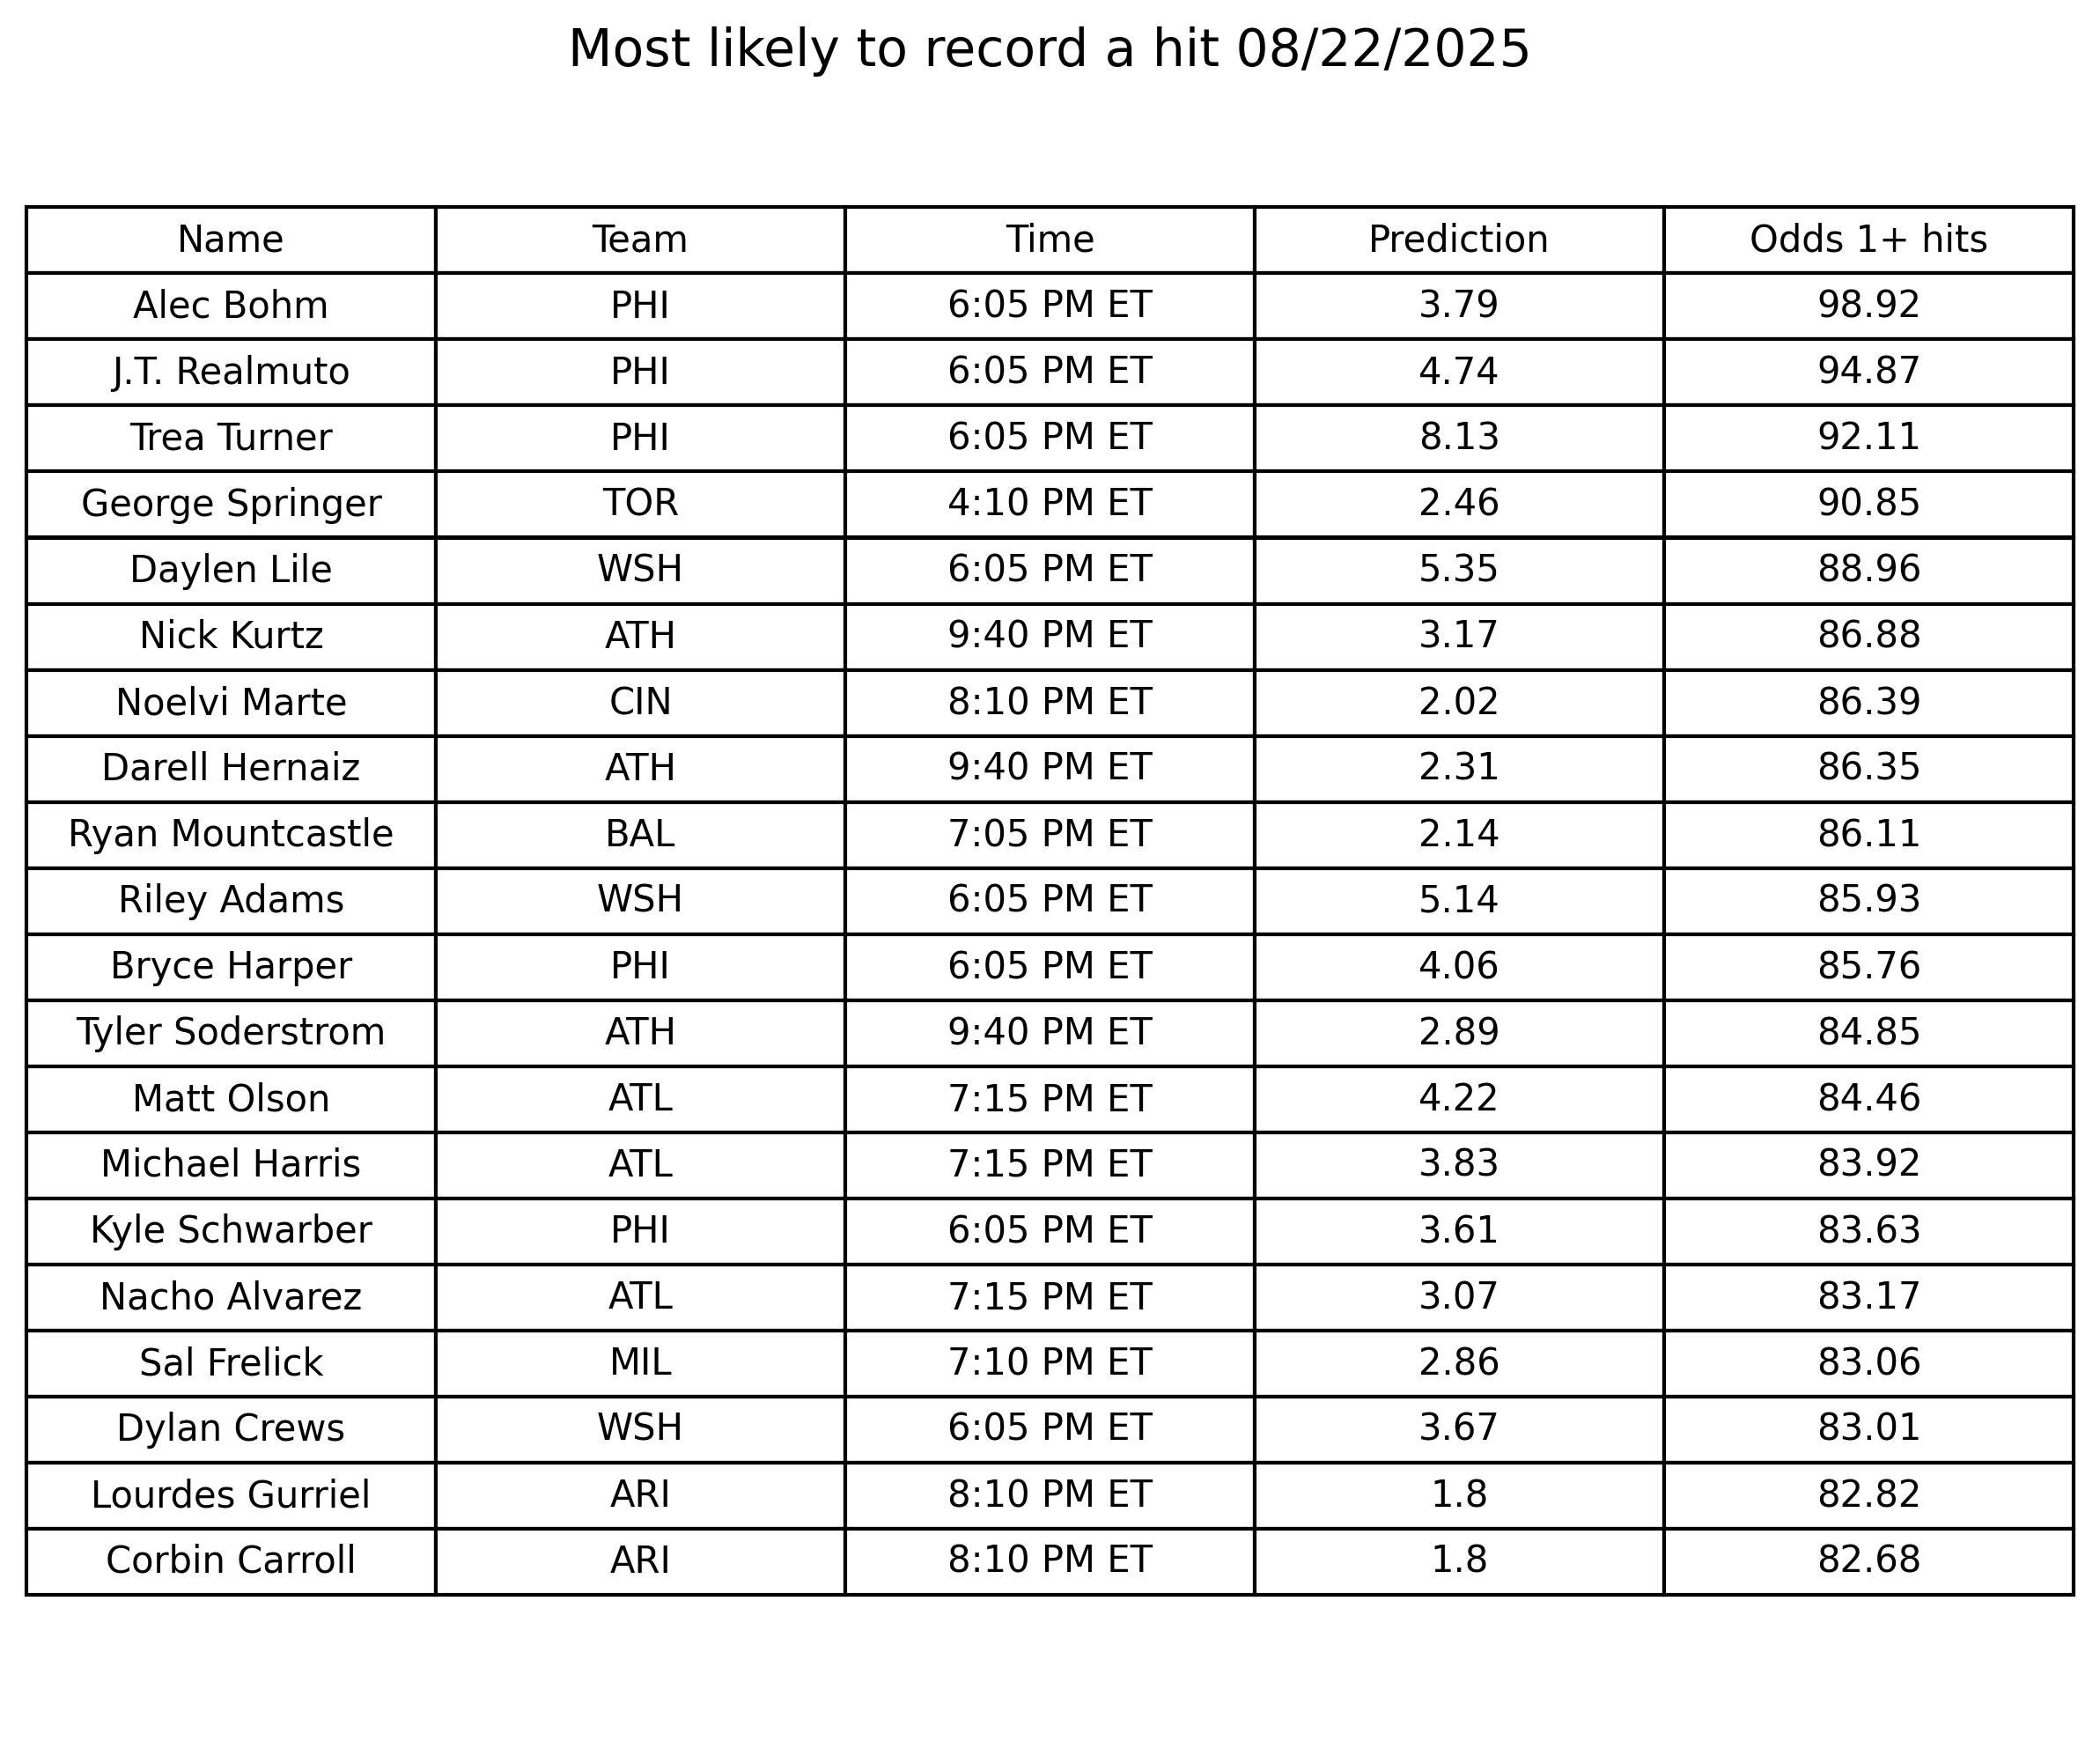 Most likely to record a hit 08/22/2025
Name Team Time Prediction Odds 1+ hits
Alec Bohm PHI 6:05 PM ET 3.79 98.92
J.T. Realmuto PHI 6:05 PM ET 4.74 94.87
Trea Turner PHI 6:05 PM ET 8.13 92.11
George Springer TOR 4:10 PM ET 2.46 90.85
Daylen Lile WSH 6:05 PM ET 5.35 88.96
Nick Kurtz ATH 9:40 PM ET 3.17 86.88
Noelvi Marte CIN 8:10 PM ET 2.02 86.39
Darell Hernaiz ATH 9:40 PM ET 2.31 86.35
Ryan Mountcastle BAL 7:05 PM ET 2.14 86.11
Riley Adams WSH 6:05 PM ET 5.14 85.93
Bryce Harper PHI 6:05 PM ET 4.06 85.76
Tyler Soderstrom ATH 9:40 PM ET 2.89 84.85
Matt Olson ATL 7:15 PM ET 4.22 84.46
Michael Harris ATL 7:15 PM ET 3.83 83.92
Kyle Schwarber PHI 6:05 PM ET 3.61 83.63
Nacho Alvarez ATL 7:15 PM ET 3.07 83.17
Sal Frelick MIL 7:10 PM ET 2.86 83.06
Dylan Crews WSH 6:05 PM ET 3.67 83.01
Lourdes Gurriel ARI 8:10 PM ET 1.8 82.82
Corbin Carroll ARI 8:10 PM ET 1.8 82.68